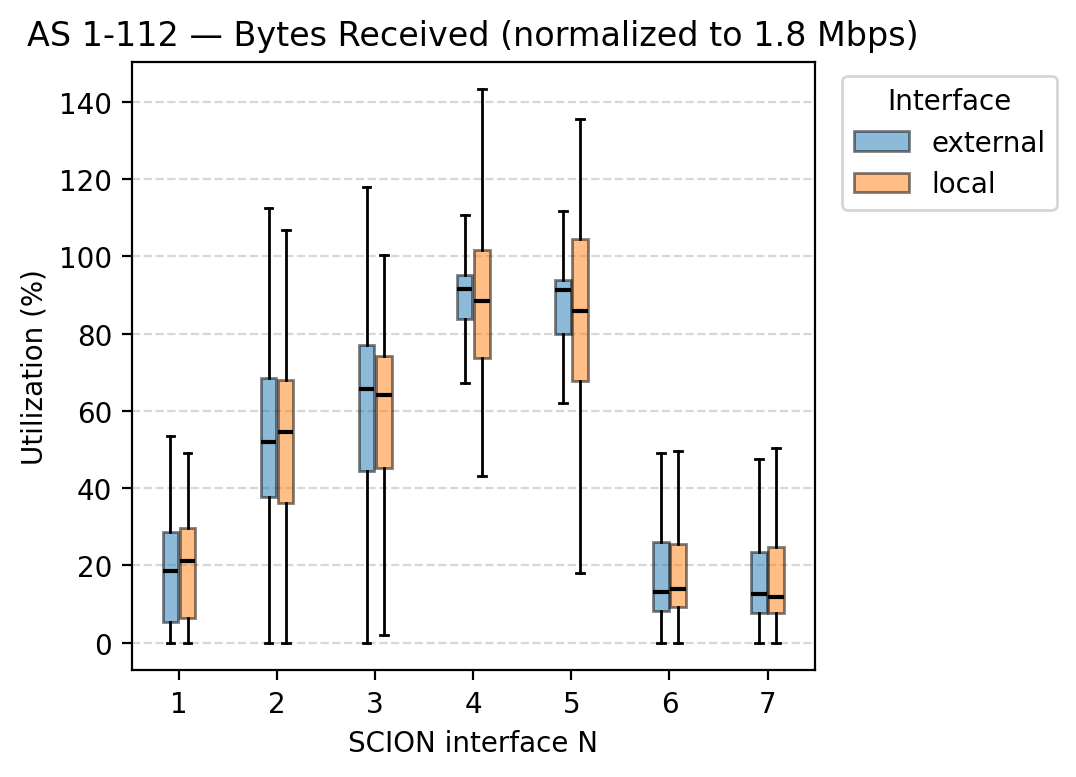 AS 1-112 — Bytes Received (normalized to 1.8 Mbps)
Interface
external
local
Utilization (%)
140
120
100
80
60
40
20
0
1 2 3 4 5 6 7
SCION interface N